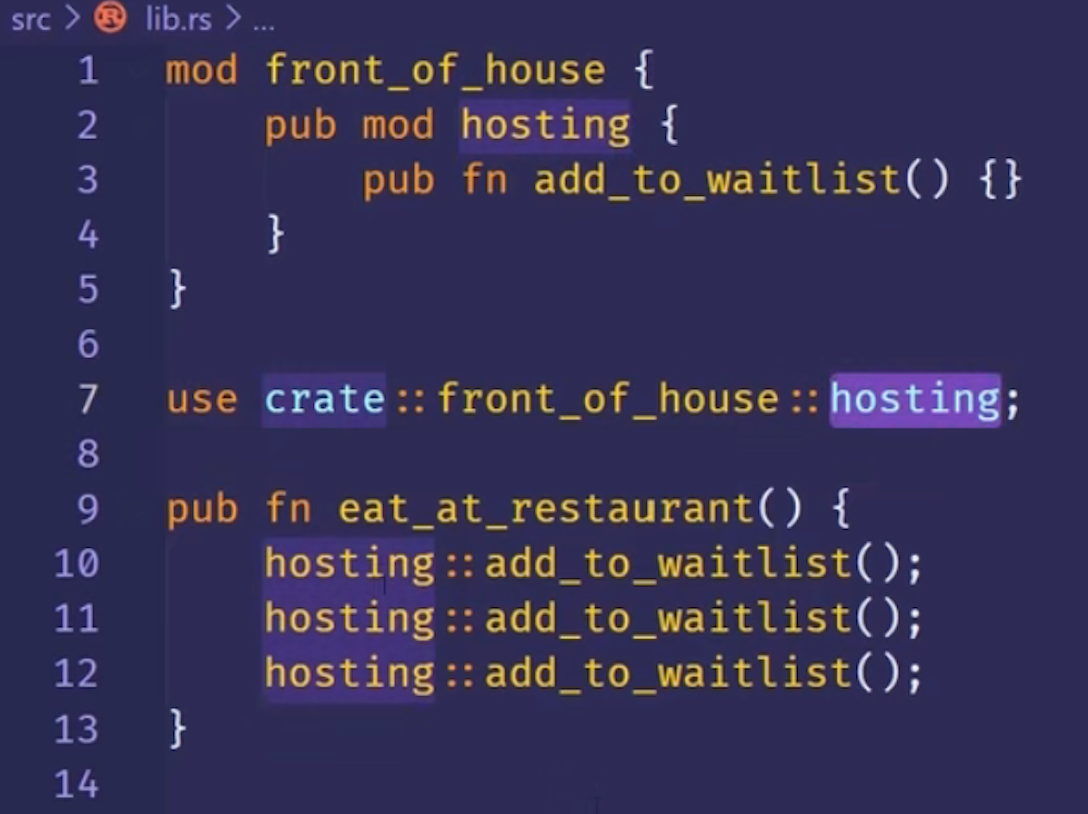 src > lib.rs > ...
1 mod front_of_house {
2     pub mod hosting {
3         pub fn add_to_waitlist() {}
4     }
5 }
6
7 use crate::front_of_house::hosting;
8
9 pub fn eat_at_restaurant() {
10     hosting::add_to_waitlist();
11     hosting::add_to_waitlist();
12     hosting::add_to_waitlist();
13 }
14